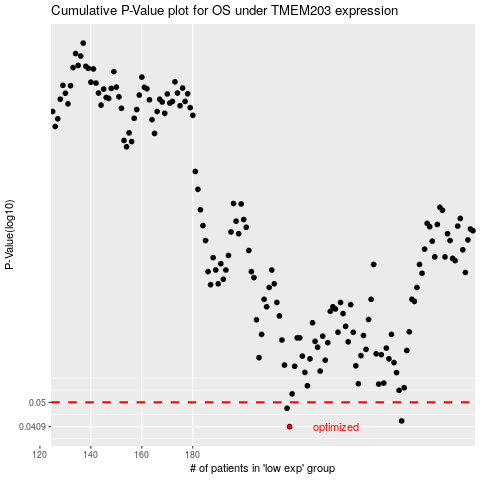 Cumulative P-Value plot for OS under TMEM203 expression
P-Value(log10)
0.05
0.0409
optimized
120 140 160 180
# of patients in 'low exp' group